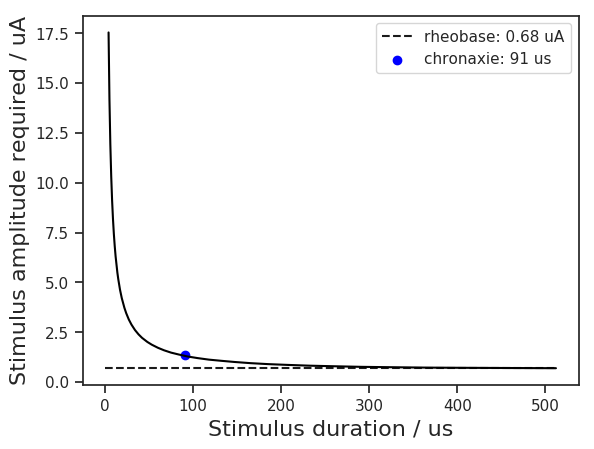 Stimulus amplitude required / uA
17.5
15.0
12.5
10.0
7.5
5.0
2.5
0.0
rheobase: 0.68 uA
chronaxie: 91 us
0 100 200 300 400 500
Stimulus duration / us